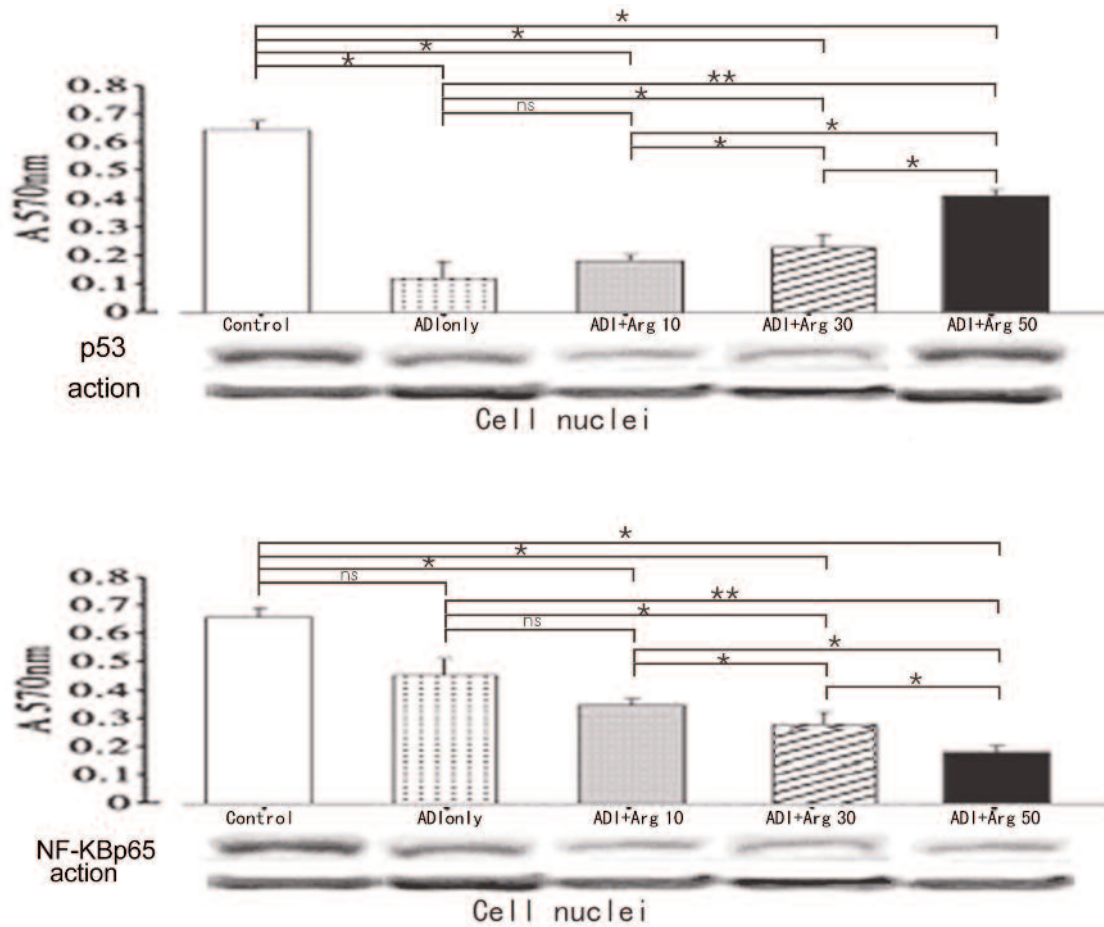 *
*
*
*
**
*
ns
*
*
*
0.8
0.7
0.6
0.5
0.4
0.3
0.2
0.1
0
A570nm
Control ADIonly ADI+Arg 10 ADI+Arg 30 ADI+Arg 50
p53
action
Cell nuclei
*
*
*
ns
**
*
ns
*
*
*
0.8
0.7
0.6
0.5
0.4
0.3
0.2
0.1
0
A570nm
Control ADIonly ADI+Arg 10 ADI+Arg 30 ADI+Arg 50
NF-KBp65
action
Cell nuclei